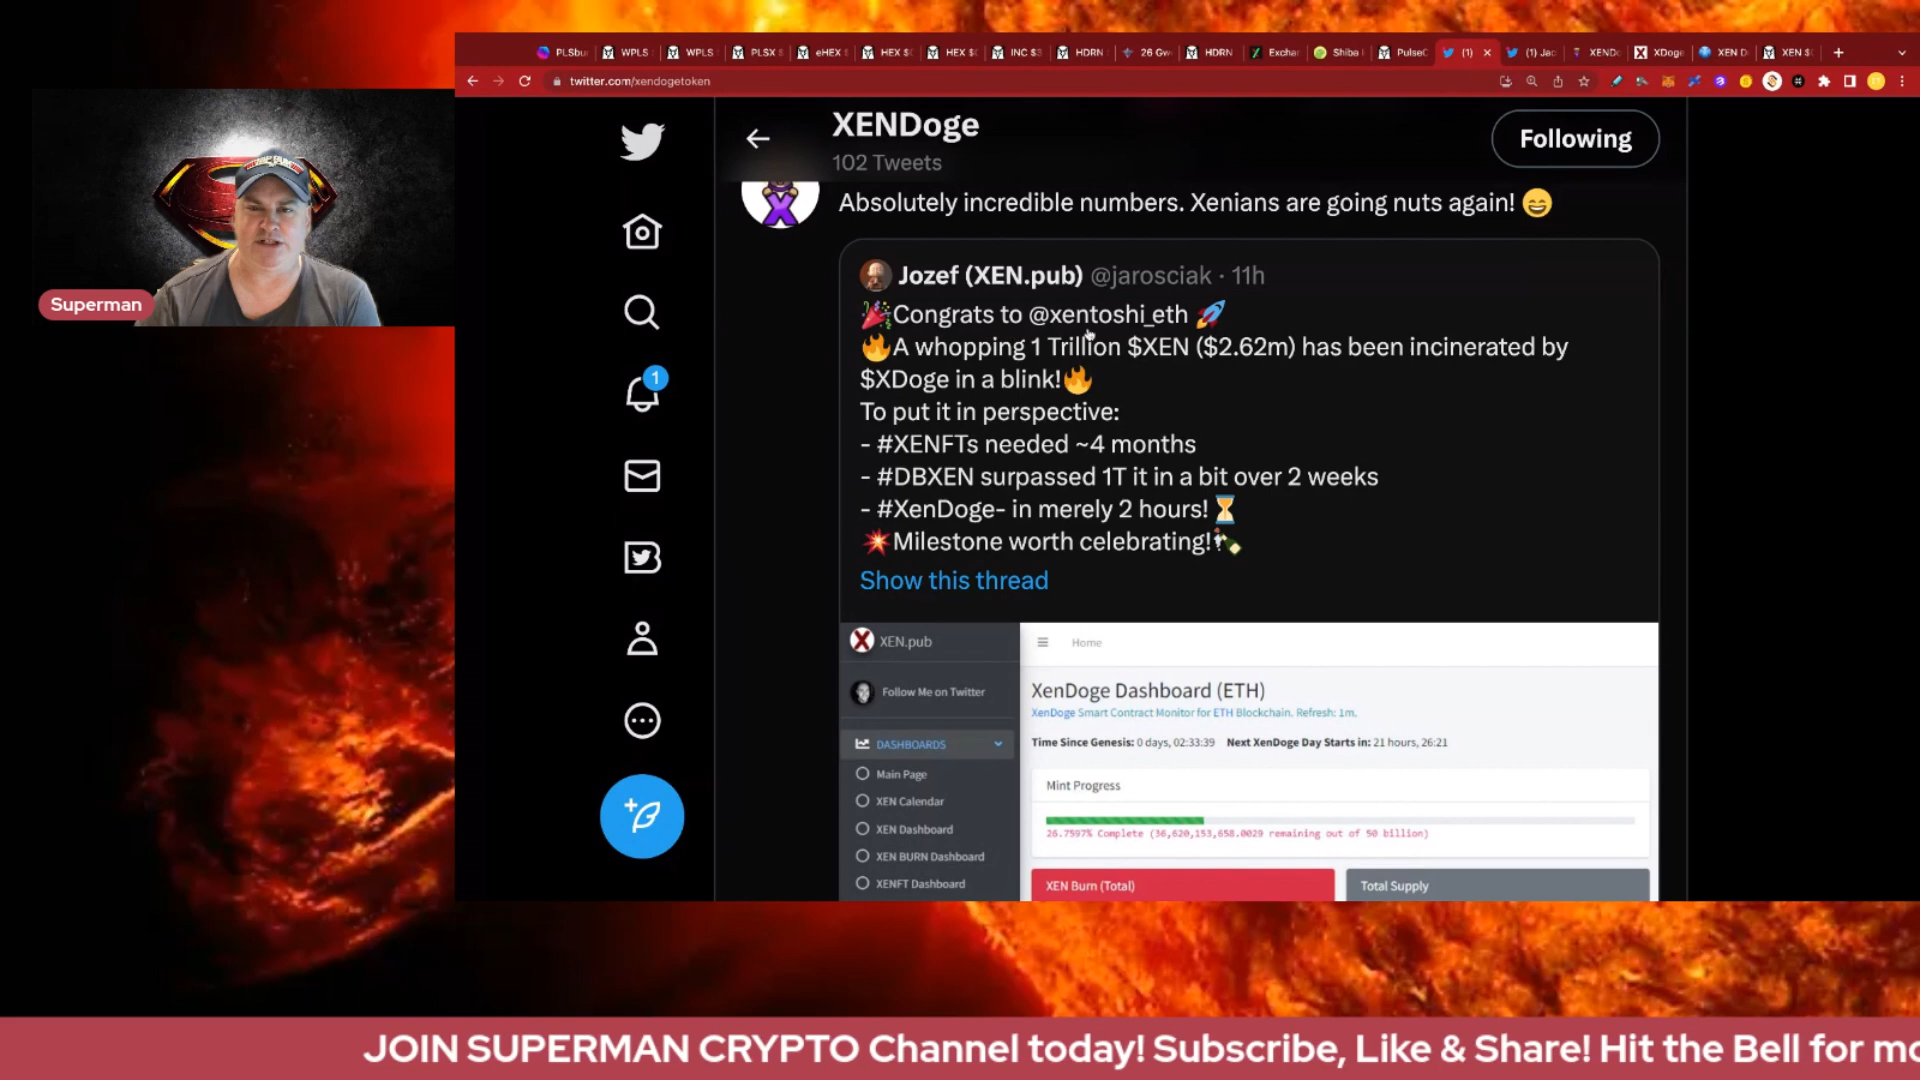 PLSbu
WPLS
WPLS
PLSX $
eHEX $
HEX $(
HEX $(
INC $3
HDRN
26 Gw
HDRN
Exchar
Shiba I
PulseC
(1)
(1) Jac
XEND
XDoge
XEN D
XEN $(
twitter.com/xendogetoken
XENDoge
102 Tweets
Following
Absolutely incredible numbers. Xenians are going nuts again! 😄
Jozef (XEN.pub) @jarosciak · 11h
🎉Congrats to @xentoshi_eth 🚀
🔥A whopping 1 Trillion $XEN ($2.62m) has been incinerated by
$XDoge in a blink!🔥
To put it in perspective:
- #XENFTs needed ~4 months
- #DBXEN surpassed 1T it in a bit over 2 weeks
- #XenDoge- in merely 2 hours!⏳
💥Milestone worth celebrating!🍾
Show this thread
1
Superman
XEN.pub
Follow Me on Twitter
DASHBOARDS
Main Page
XEN Calendar
XEN Dashboard
XEN BURN Dashboard
XENFT Dashboard
Home
XenDoge Dashboard (ETH)
XenDoge Smart Contract Monitor for ETH Blockchain. Refresh: 1m.
Time Since Genesis: 0 days, 02:33:39 Next XenDoge Day Starts in: 21 hours, 26:21
Mint Progress
26.7597% Complete (36,620,153,658.0029 remaining out of 50 billion)
XEN Burn (Total)
Total Supply
JOIN SUPERMAN CRYPTO Channel today! Subscribe, Like & Share! Hit the Bell for mo